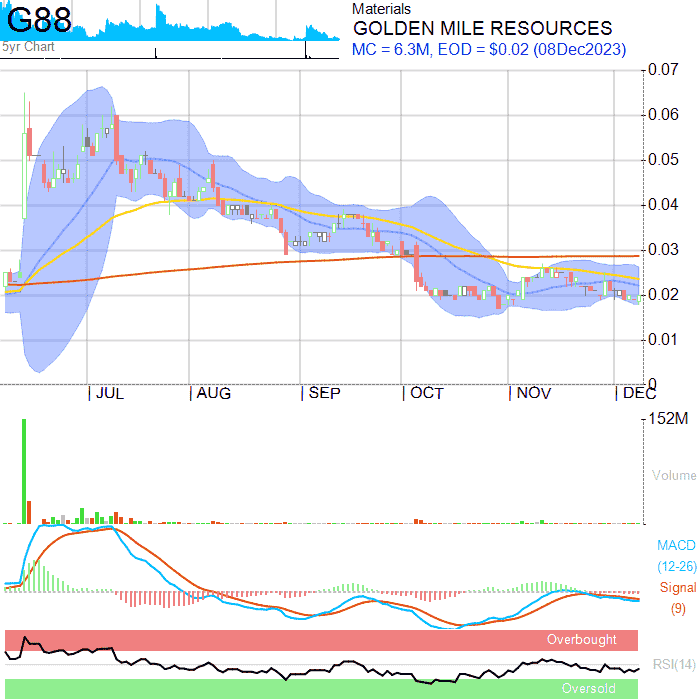 G88
5yr Chart
Materials
GOLDEN MILE RESOURCES
MC = 6.3M, EOD = $0.02 (08Dec2023)
0.07
0.06
0.05
0.04
0.03
0.02
0.01
0
JUL AUG SEP OCT NOV DEC
152M
Volume
MACD
(12-26)
Signal
(9)
Overbought
RSI(14)
Oversold